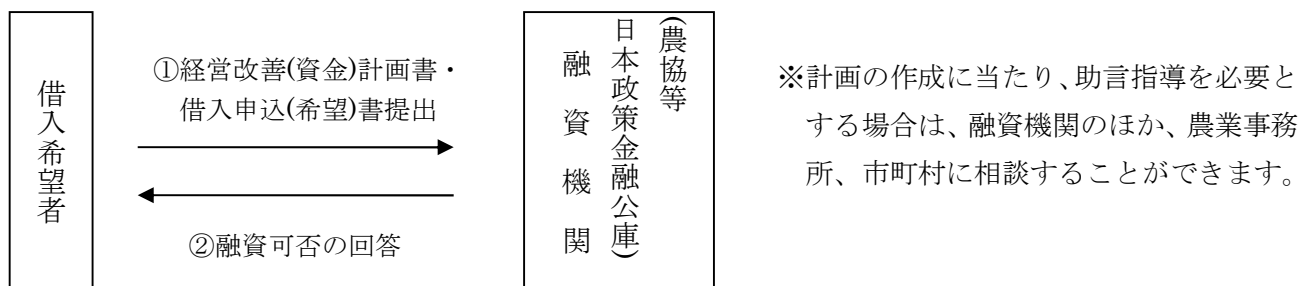 借入希望者
①経営改善(資金)計画書・
借入申込(希望)書提出
②融資可否の回答
(農協等
日本政策金融公庫)
融資機関
※計画の作成に当たり、助言指導を必要と
する場合は、融資機関のほか、農業事務
所、市町村に相談することができます。